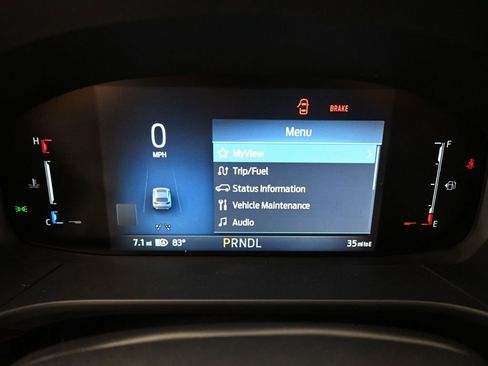 BRAKE
0
MPH
Menu
MyView
Trip/Fuel
Status Information
Vehicle Maintenance
Audio
H
C
F
E
7.1 mi 83° PRNDL 35 mi to E